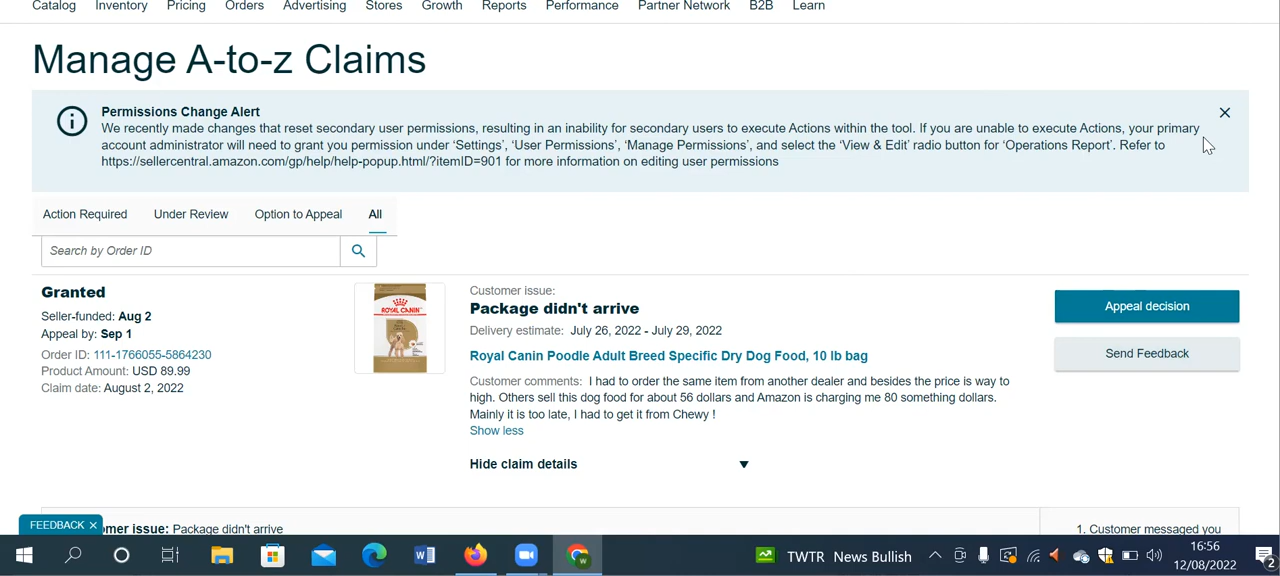 Catalog Inventory Pricing Orders Advertising Stores Growth Reports Performance Partner Network B2B Learn
Manage A-to-z Claims
Permissions Change Alert
We recently made changes that reset secondary user permissions, resulting in an inability for secondary users to execute Actions within the tool. If you are unable to execute Actions, your primary
account administrator will need to grant you permission under ‘Settings’, ‘User Permissions’, ‘Manage Permissions’, and select the ‘View & Edit’ radio button for ‘Operations Report’. Refer to
https://sellercentral.amazon.com/gp/help/help-popup.html/?itemID=901 for more information on editing user permissions
Action Required Under Review Option to Appeal All
Search by Order ID
Granted
Seller-funded: Aug 2
Appeal by: Sep 1
Order ID: 111-1766055-5864230
Product Amount: USD 89.99
Claim date: August 2, 2022
ROYAL CANIN
Customer issue:
Package didn't arrive
Delivery estimate: July 26, 2022 - July 29, 2022
Royal Canin Poodle Adult Breed Specific Dry Dog Food, 10 lb bag
Customer comments: I had to order the same item from another dealer and besides the price is way to
high. Others sell this dog food for about 56 dollars and Amazon is charging me 80 something dollars.
Mainly it is too late, I had to get it from Chewy !
Show less
Hide claim details
Appeal decision
Send Feedback
FEEDBACK ×
omer issue: Package didn't arrive
1. Customer messaged you
TWTR News Bullish
16:56
12/08/2022
2